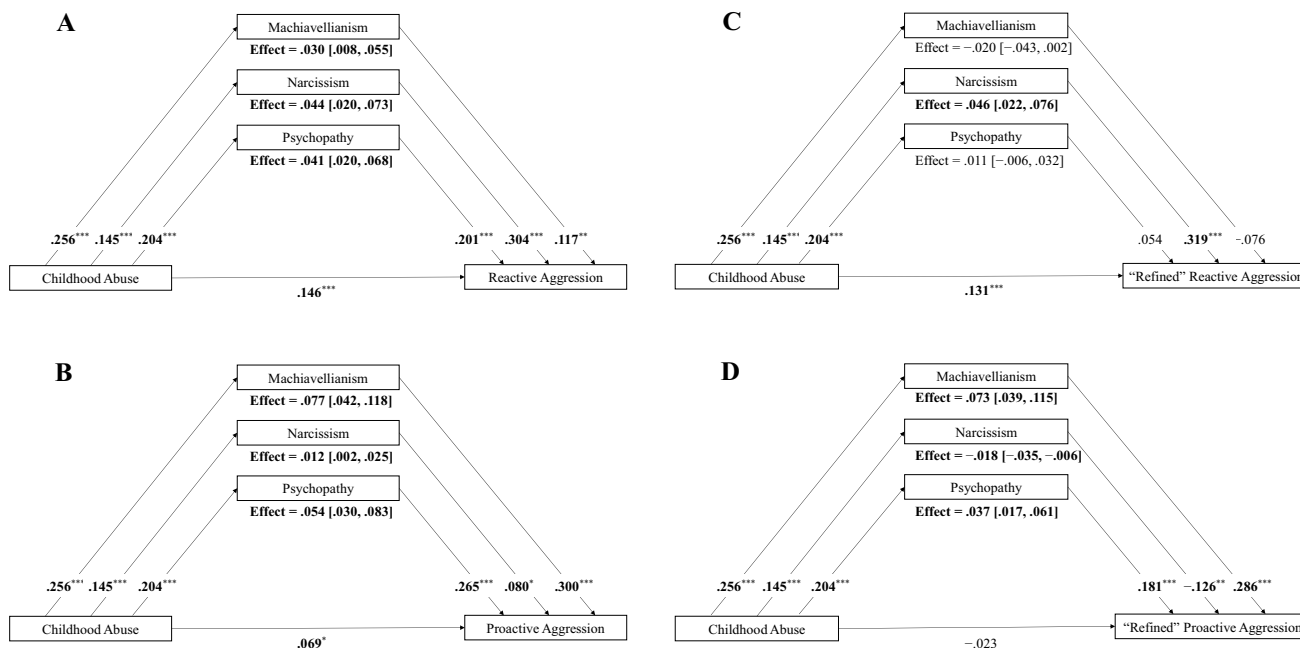 A
Machiavellianism
Effect = .030 [.008, .055]
Narcissism
Effect = .044 [.020, .073]
Psychopathy
Effect = .041 [.020, .068]
.256*** .145*** .204*** .201*** .304*** .117**
Childhood Abuse Reactive Aggression
.146***
C
Machiavellianism
Effect = −.020 [−.043, .002]
Narcissism
Effect = .046 [.022, .076]
Psychopathy
Effect = .011 [−.006, .032]
.256*** .145*** .204*** .054 .319*** -.076
Childhood Abuse “Refined” Reactive Aggression
.131***
B
Machiavellianism
Effect = .077 [.042, .118]
Narcissism
Effect = .012 [.002, .025]
Psychopathy
Effect = .054 [.030, .083]
.256*** .145*** .204*** .265*** .080* .300***
Childhood Abuse Proactive Aggression
.069*
D
Machiavellianism
Effect = .073 [.039, .115]
Narcissism
Effect = −.018 [−.035, −.006]
Psychopathy
Effect = .037 [.017, .061]
.256*** .145*** .204*** .181*** −.126** .286***
Childhood Abuse “Refined” Proactive Aggression
−.023